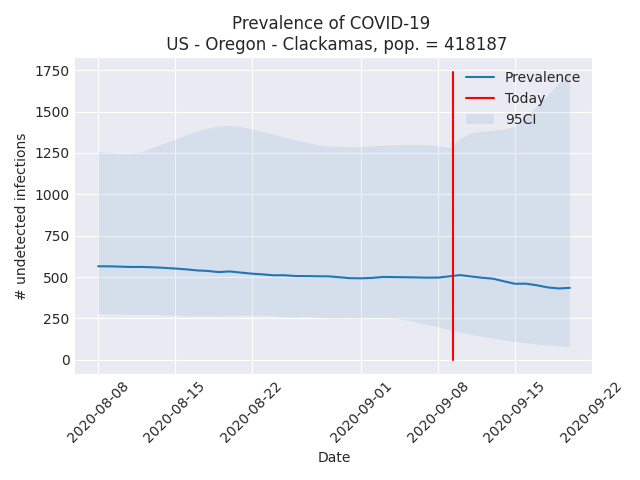 Prevalence of COVID-19
US - Oregon - Clackamas, pop. = 418187
Prevalence
Today
95CI
1750
1500
1250
1000
750
500
250
0
# undetected infections
2020-08-08
2020-08-15
2020-08-22
2020-09-01
2020-09-08
2020-09-15
2020-09-22
Date